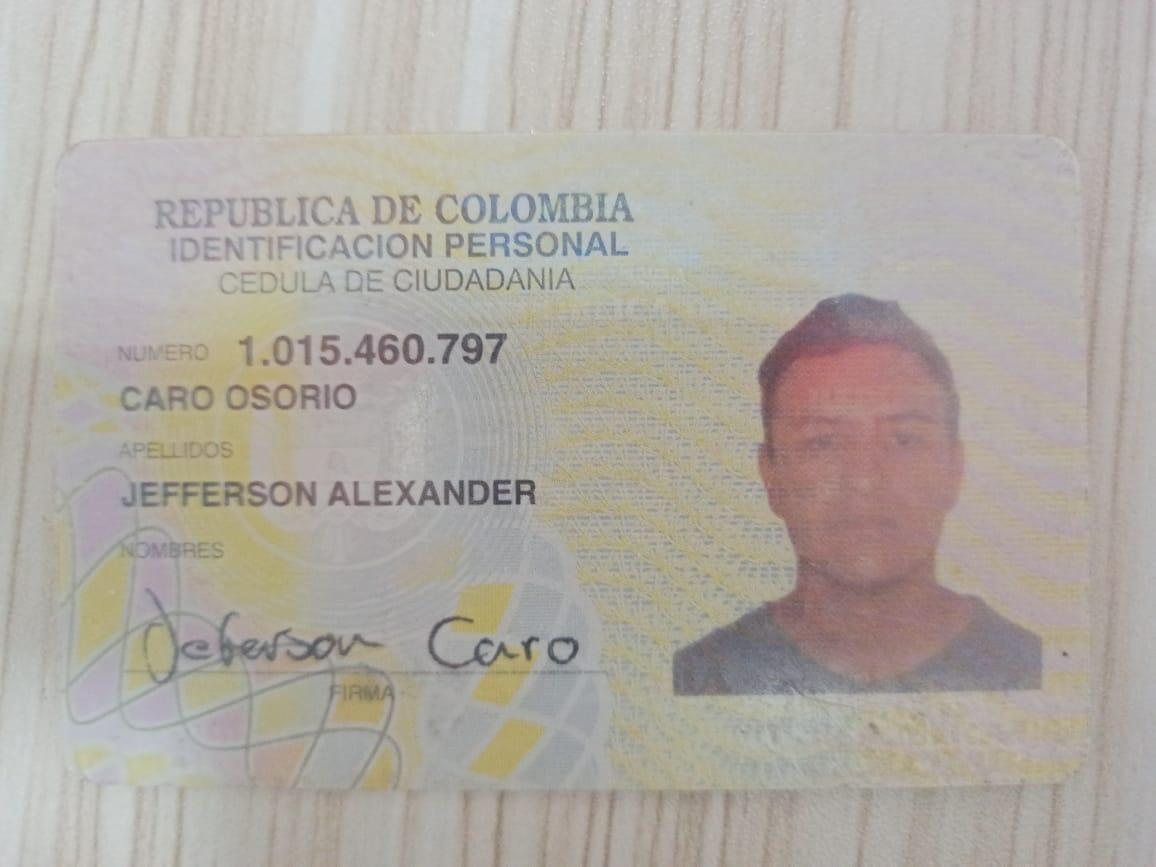 REPUBLICA DE COLOMBIA
IDENTIFICACION PERSONAL
CEDULA DE CIUDADANIA
NUMERO 1.015.460.797
CARO OSORIO
APELLIDOS
JEFFERSON ALEXANDER
NOMBRES
Jeferson Caro
FIRMA